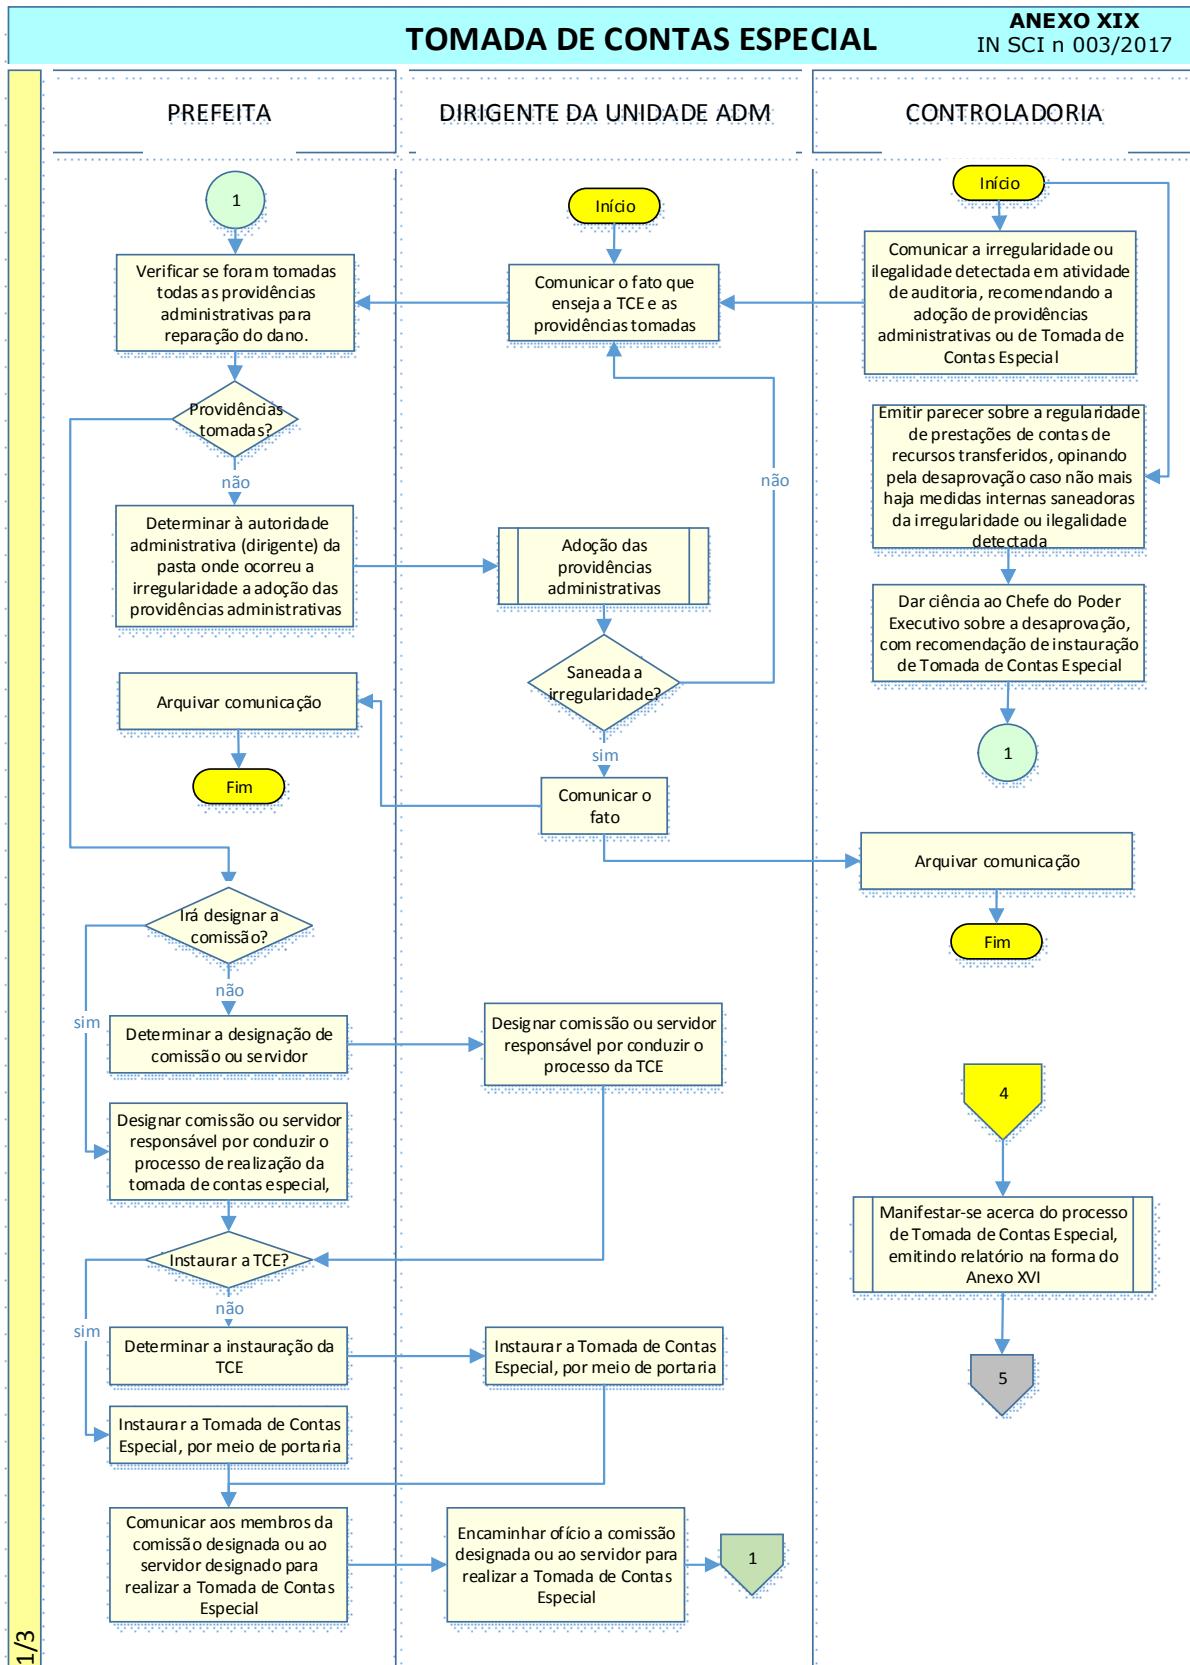 TOMADA DE CONTAS ESPECIAL
ANEXO XIX
IN SCI n 003/2017
PREFEITA
DIRIGENTE DA UNIDADE ADM
CONTROLADORIA
1
Verificar se foram tomadas
todas as providências
administrativas para
reparação do dano.
Providências
tomadas?
não
Determinar à autoridade
administrativa (dirigente) da
pasta onde ocorreu a
irregularidade a adoção das
providências administrativas
Arquivar comunicação
Fim
Irá designar a
comissão?
não
sim
Determinar a designação de
comissão ou servidor
Designar comissão ou servidor
responsável por conduzir o
processo de realização da
tomada de contas especial,
Instaurar a TCE?
não
sim
Determinar a instauração da
TCE
Instaurar a Tomada de Contas
Especial, por meio de portaria
Comunicar aos membros da
comissão designada ou ao
servidor designado para
realizar a Tomada de Contas
Especial
Início
Comunicar o fato que
enseja a TCE e as
providências tomadas
não
Adoção das
providências
administrativas
Saneada a
irregularidade?
sim
Comunicar o
fato
Designar comissão ou servidor
responsável por conduzir o
processo da TCE
Instaurar a Tomada de Contas
Especial, por meio de portaria
Encaminhar ofício a comissão
designada ou ao servidor para
realizar a Tomada de Contas
Especial
1
Início
Comunicar a irregularidade ou
ilegalidade detectada em atividade
de auditoria, recomendando a
adoção de providências
administrativas ou de Tomada de
Contas Especial
Emitir parecer sobre a regularidade
de prestações de contas de
recursos transferidos, opinando
pela desaprovação caso não mais
haja medidas internas saneadoras
da irregularidade ou ilegalidade
detectada
Dar ciência ao Chefe do Poder
Executivo sobre a desaprovação,
com recomendação de instauração
de Tomada de Contas Especial
1
Arquivar comunicação
Fim
4
Manifestar-se acerca do processo
de Tomada de Contas Especial,
emitindo relatório na forma do
Anexo XVI
5
1/3